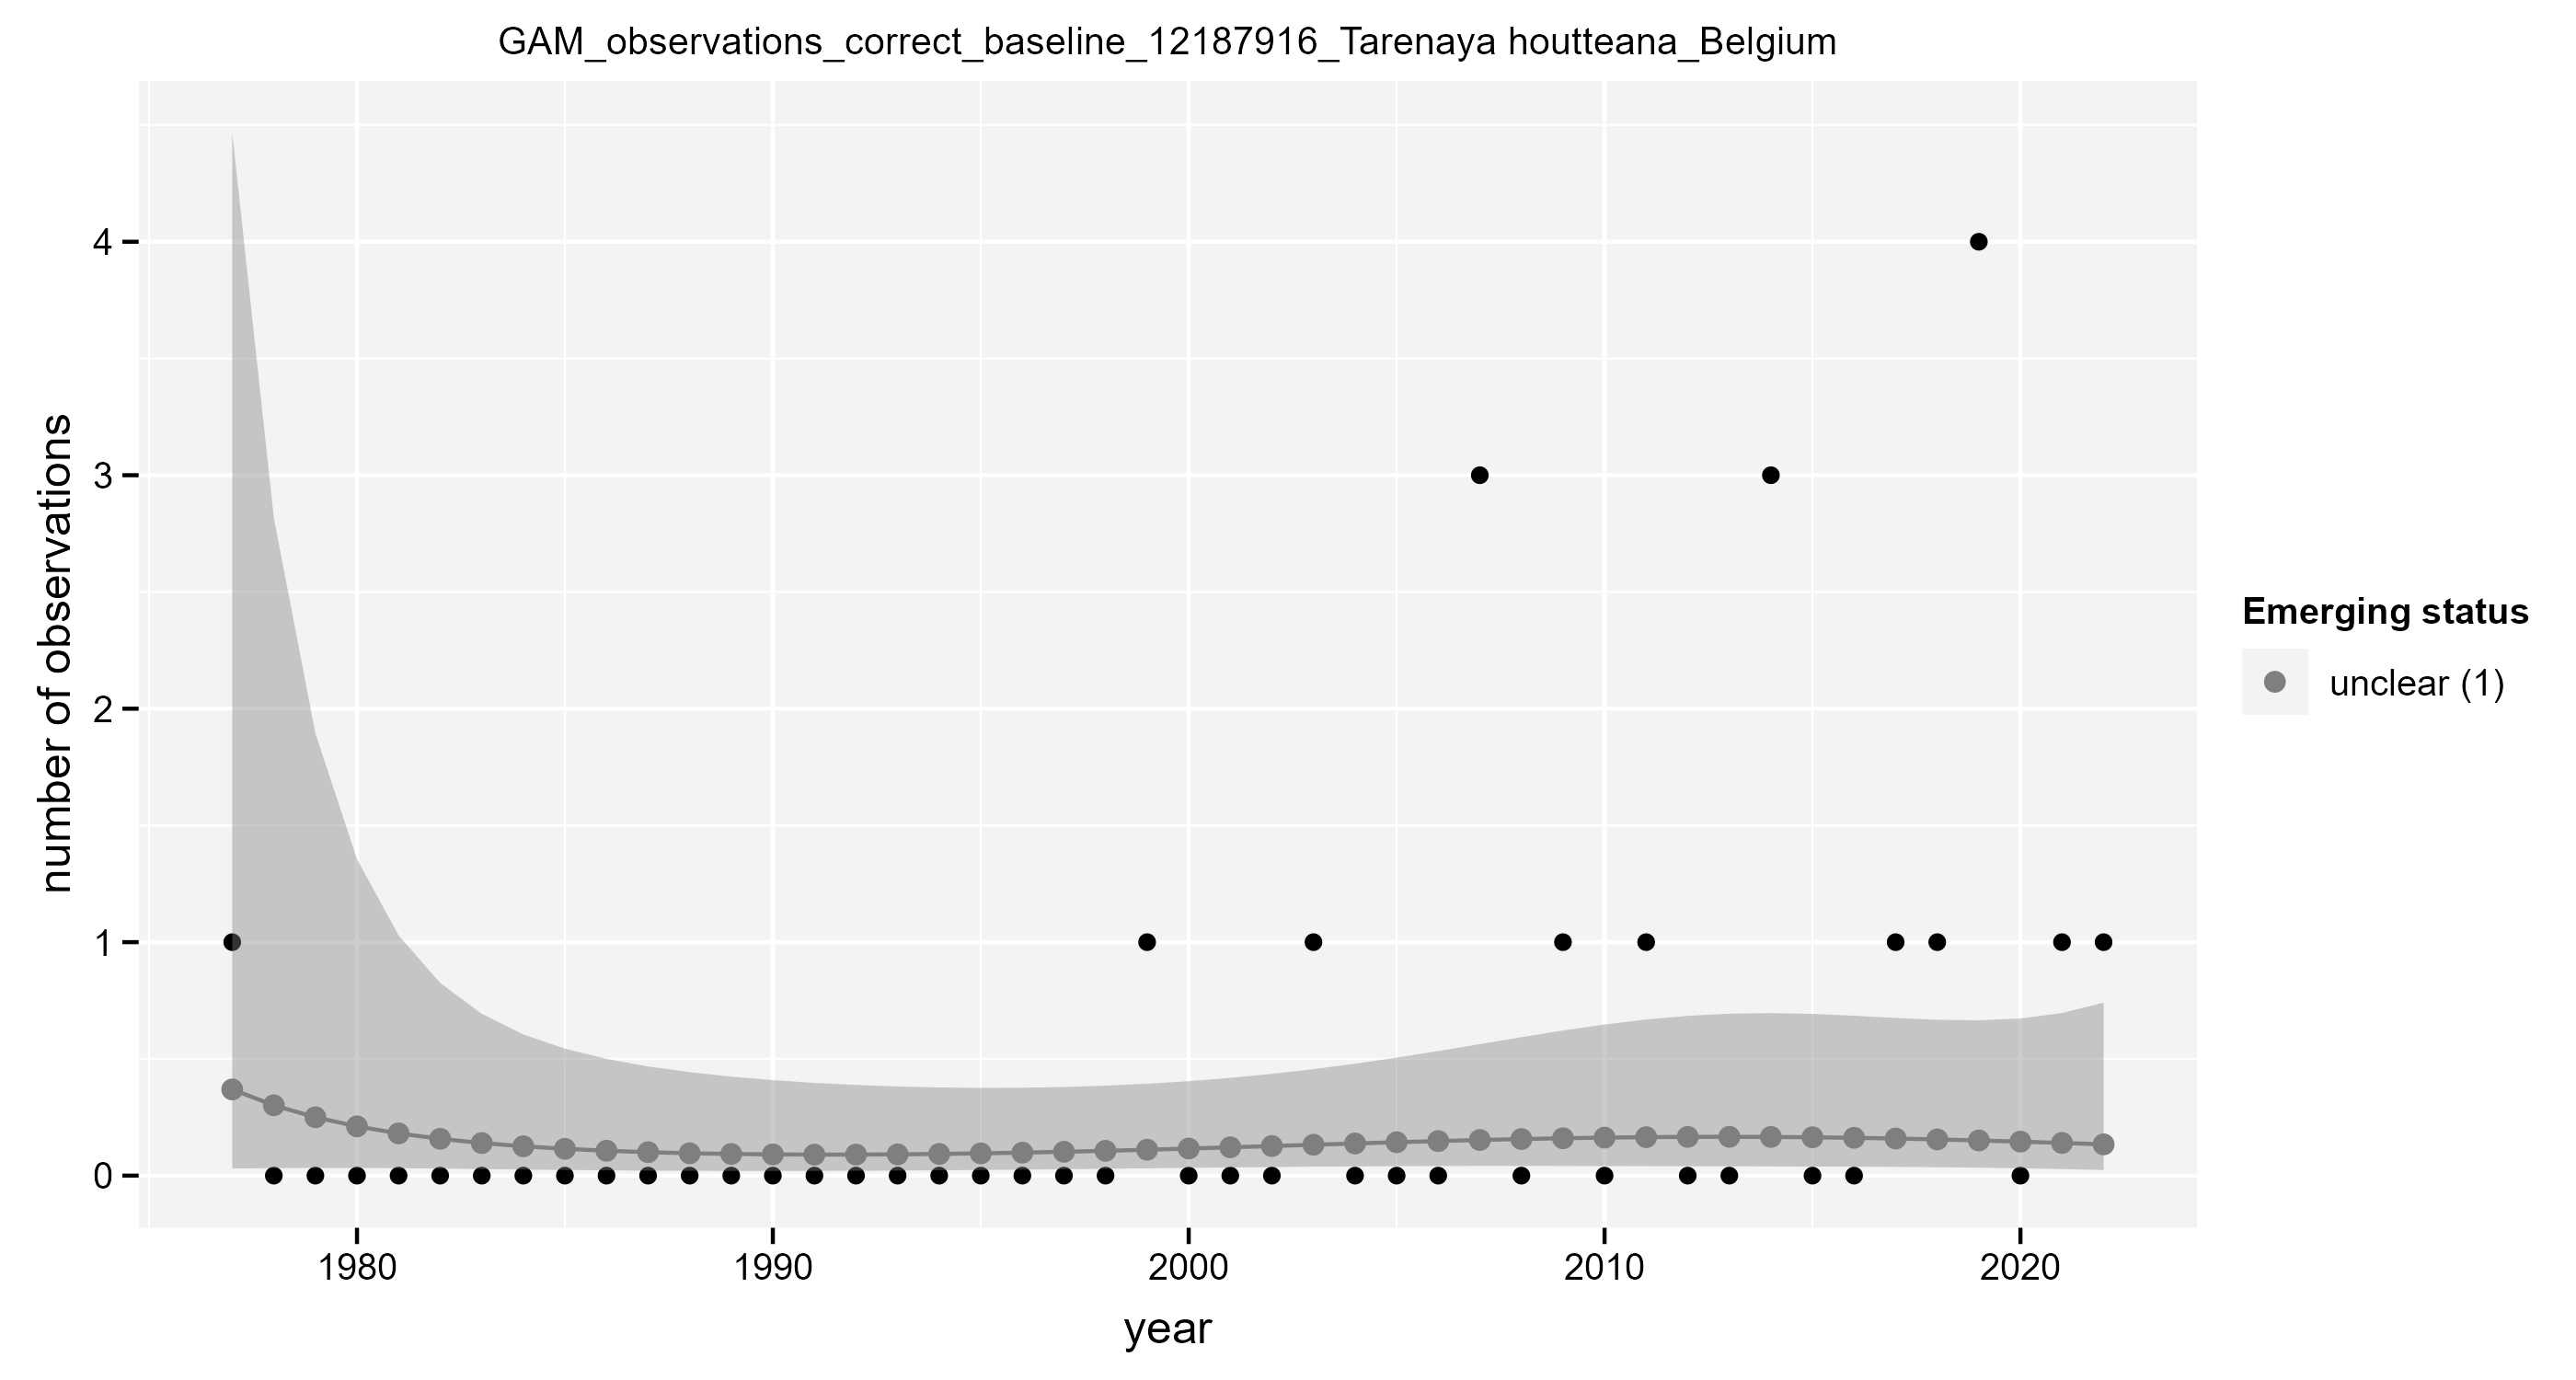 GAM_observations_correct_baseline_12187916_Tarenaya houtteana_Belgium
number of observations
4
3
2
1
0
1980 1990 2000 2010 2020
year
Emerging status
unclear (1)